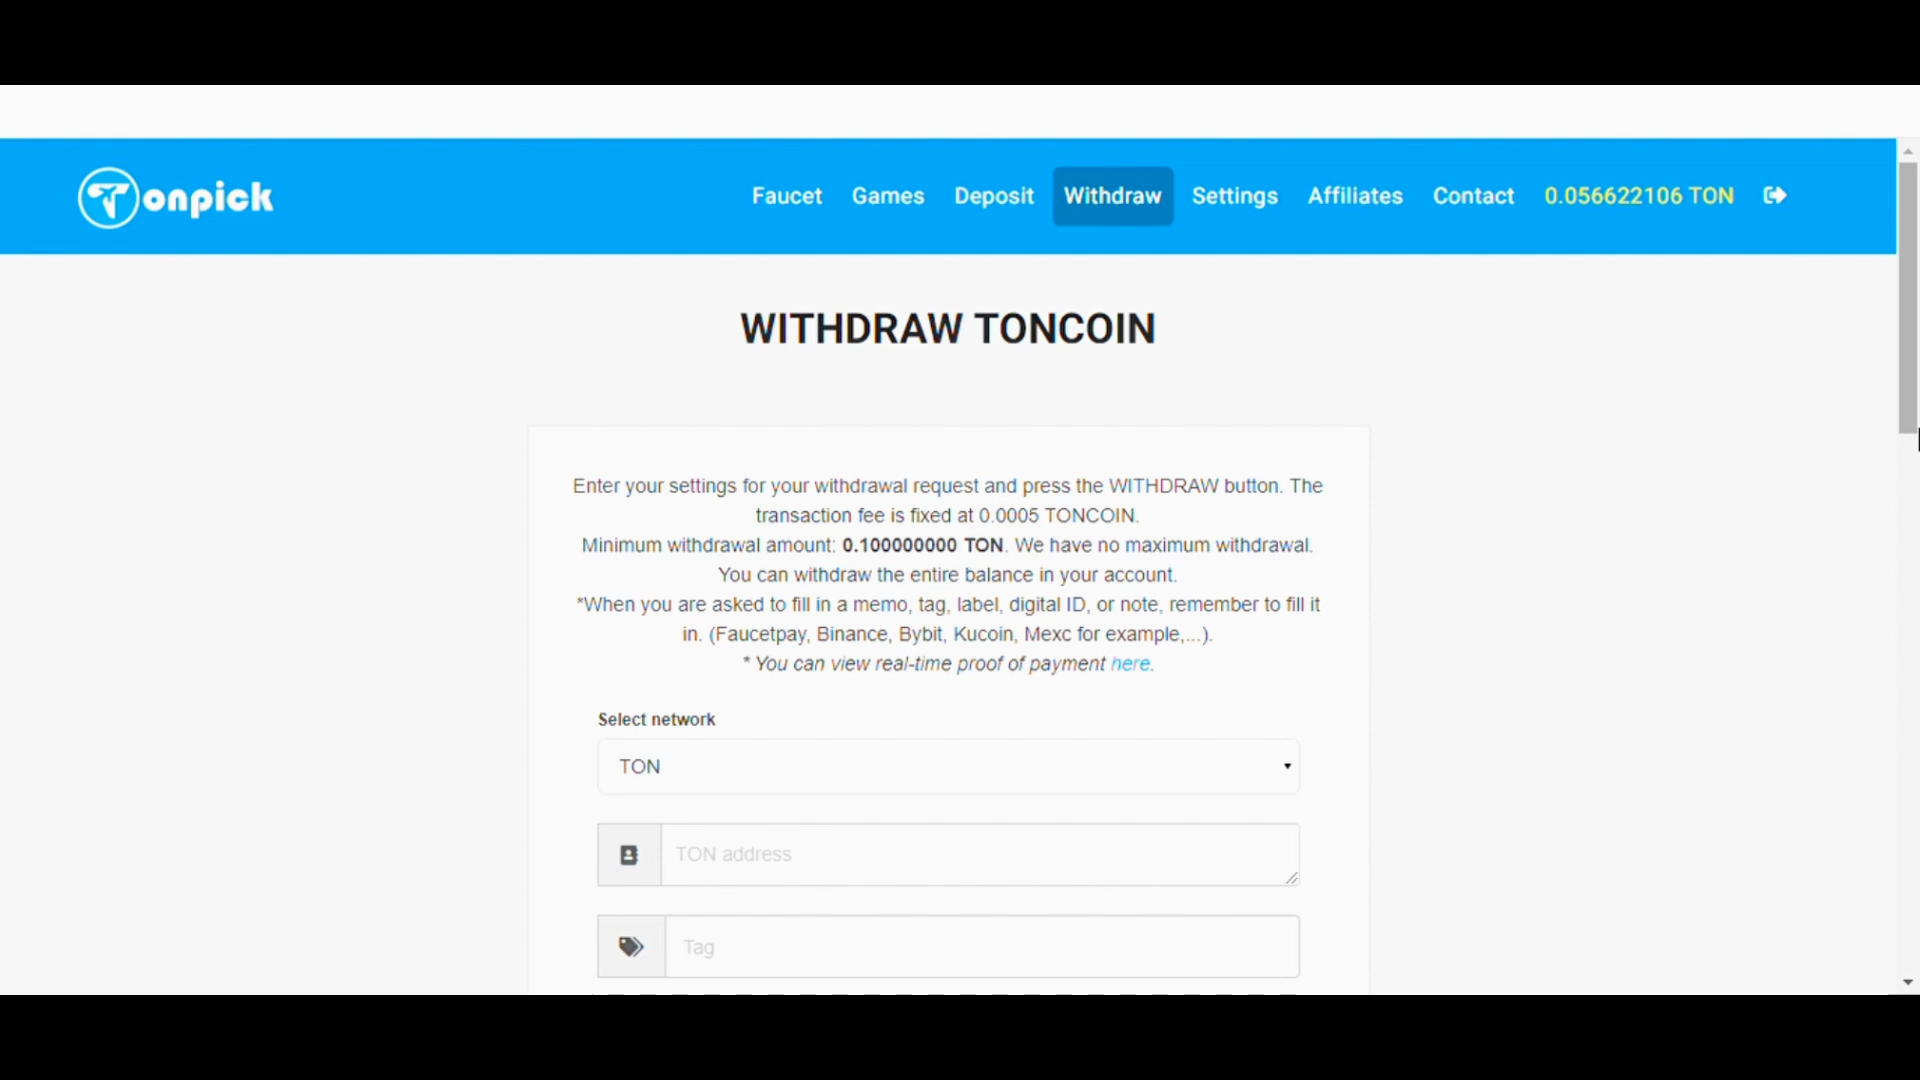 Tonpick
Faucet Games Deposit Withdraw Settings Affiliates Contact 0.056622106 TON
WITHDRAW TONCOIN
Enter your settings for your withdrawal request and press the WITHDRAW button. The
transaction fee is fixed at 0.0005 TONCOIN.
Minimum withdrawal amount: 0.100000000 TON. We have no maximum withdrawal.
You can withdraw the entire balance in your account.
*When you are asked to fill in a memo, tag, label, digital ID, or note, remember to fill it
in. (Faucetpay, Binance, Bybit, Kucoin, Mexc for example,...).
* You can view real-time proof of payment here.
Select network
TON
TON address
Tag